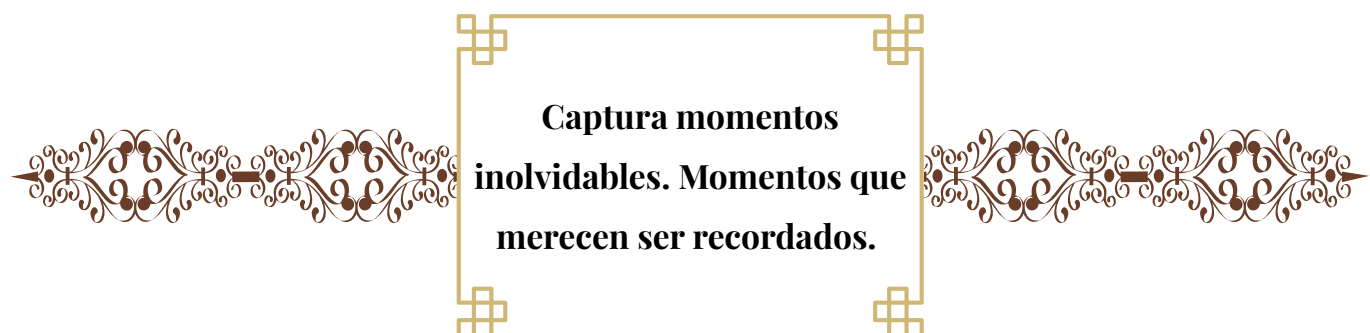 Captura momentos
inolvidables. Momentos que
merecen ser recordados.